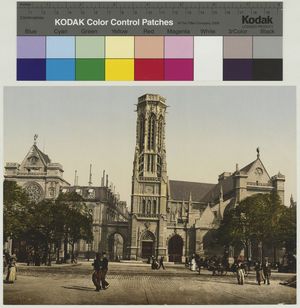 KODAK Color Control Patches
Blue Cyan Green Yellow Red Magenta White 3/Color Black
Kodak